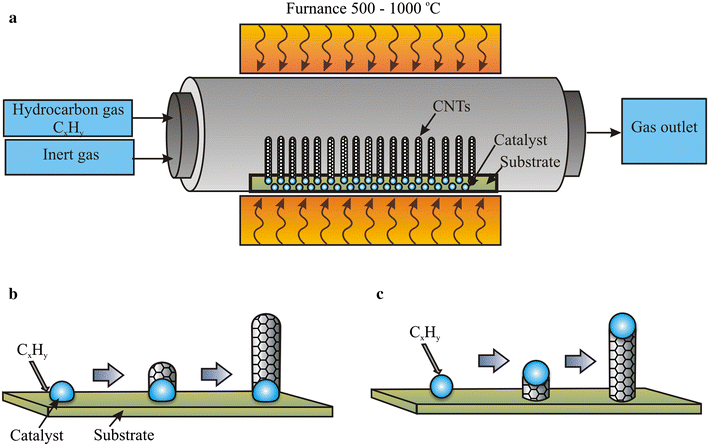 Furnance 500 - 1000 °C
a
Hydrocarbon gas
CxHy
Inert gas
CNTs
Catalyst
Substrate
Gas outlet
b
CxHy
Catalyst
Substrate
c
CxHy